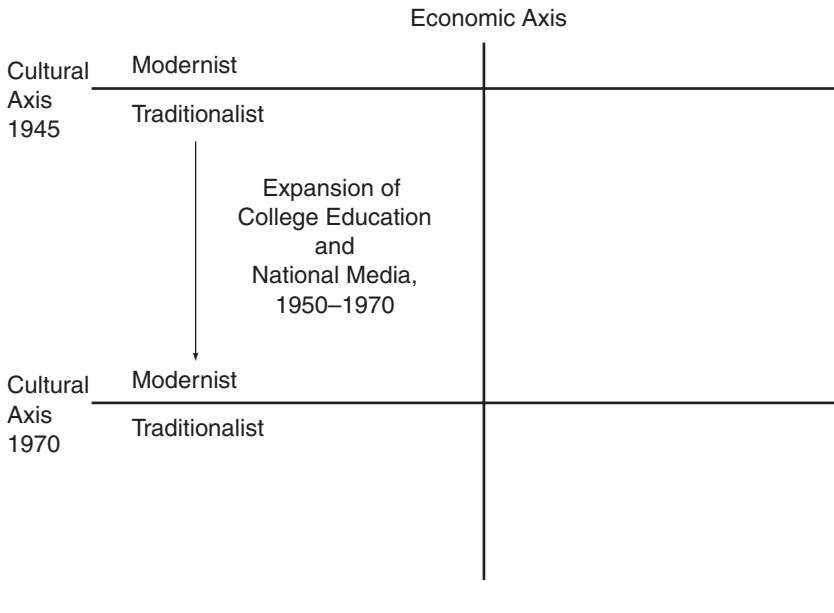 Economic Axis
Cultural
Axis
1945
Modernist
Traditionalist
Expansion of
College Education
and
National Media,
1950–1970
Cultural
Axis
1970
Modernist
Traditionalist